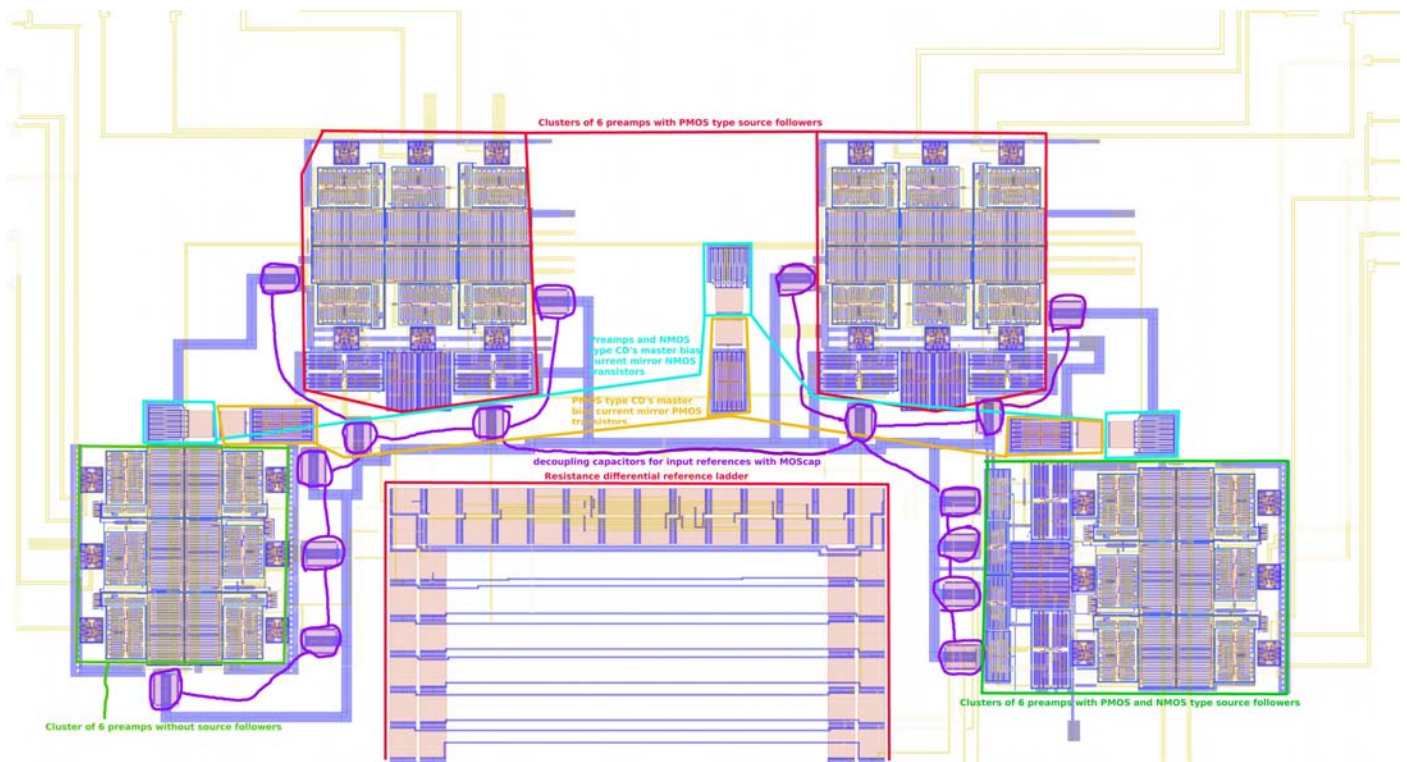 Clusters of 6 preamps with PMOS type source followers
Preamps and NMOS
type CD's master bias
current mirror NMOS
transistors
PMOS type CD's master
bias current mirror PMOS
transistors
decoupling capacitors for input references with MOScap
Resistance differential reference ladder
Clusters of 6 preamps with PMOS and NMOS type source followers
Cluster of 6 preamps without source followers